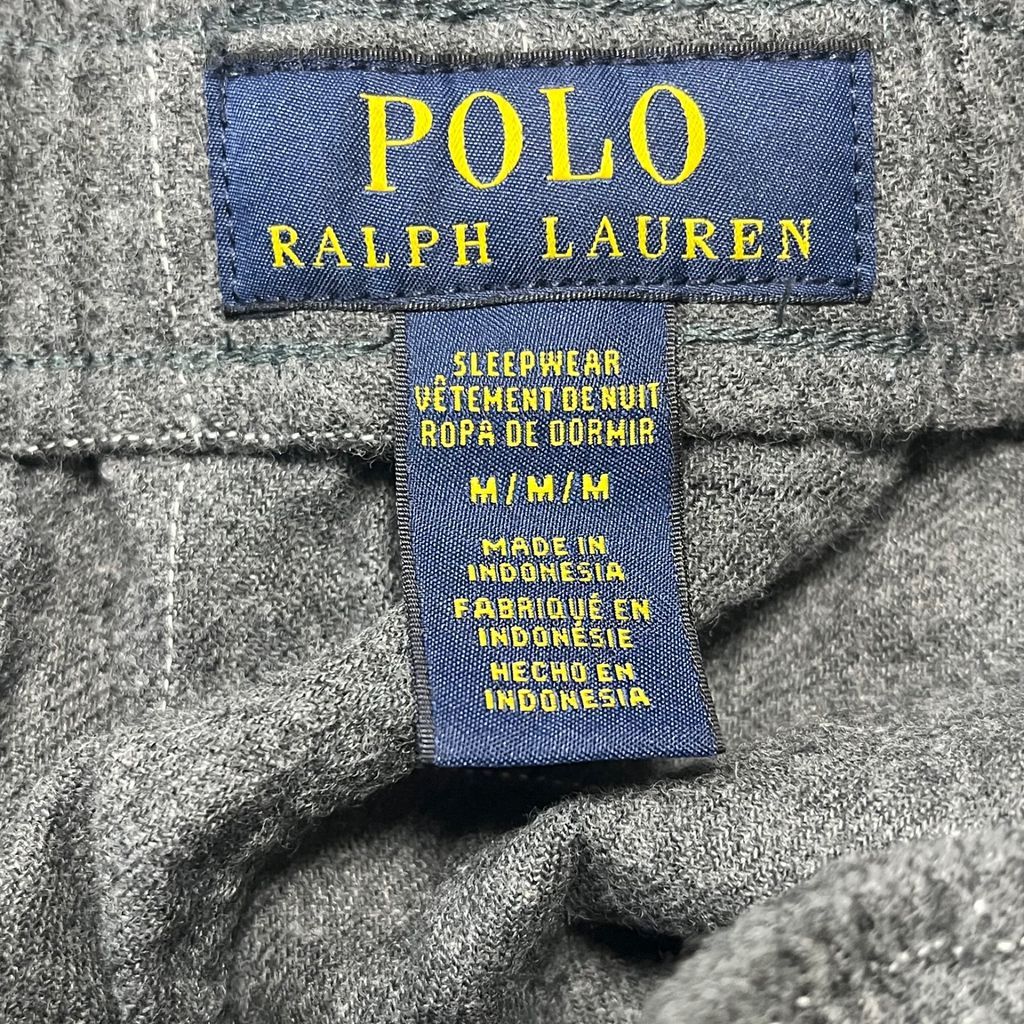 POLO
RALPH LAUREN
SLEEPWEAR
VÊTEMENT DE NUIT
ROPA DE DORMIR
M/M/M
MADE IN
INDONESIA
FABRIQUÉ EN
INDONÉSIE
HECHO EN
INDONESIA